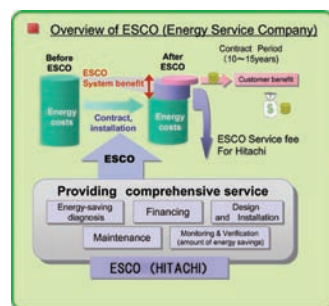 Overview of ESCO (Energy Service Company)
Before
ESCO
After
ESCO
Contract Period
(10～15years)
ESCO
System benefit
Customer benefit
Energy
costs
Contract,
installation
Energy
costs
$
ESCO Service fee
For Hitachi
ESCO
Providing comprehensive service
Energy-saving
diagnosis
Financing
Design
and Installation
Maintenance
Monitoring & Verification
(amount of energy savings)
ESCO (HITACHI)